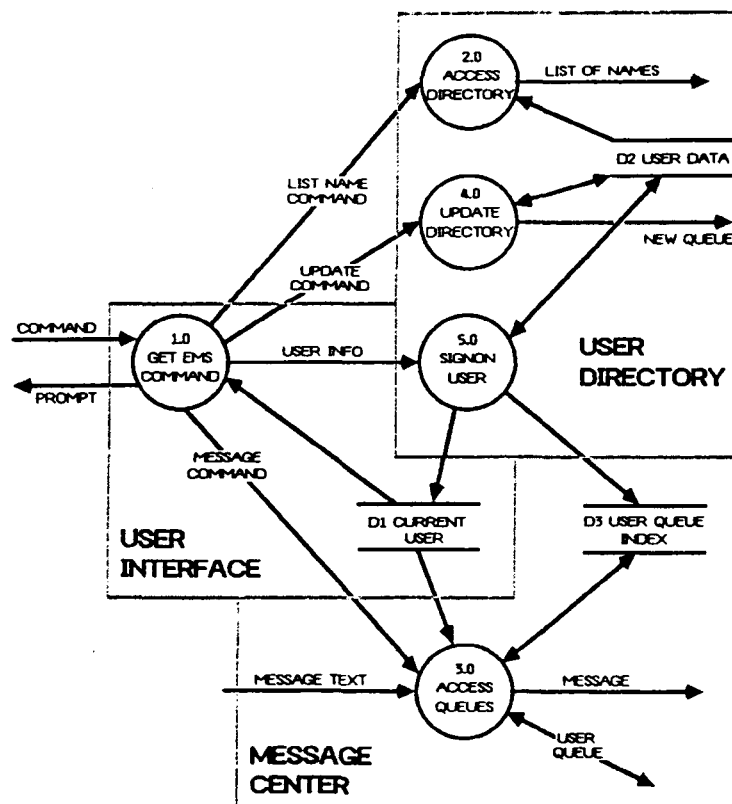 2.0
ACCESS
DIRECTORY
LIST OF NAMES
D2 USER DATA
LIST NAME
COMMAND
4.0
UPDATE
DIRECTORY
NEW QUEUE
UPDATE
COMMAND
COMMAND
1.0
GET EMS
COMMAND
PROMPT
USER INFO
5.0
SIGNON
USER
USER
DIRECTORY
MESSAGE
COMMAND
D1 CURRENT
USER
D3 USER QUEUE
INDEX
USER
INTERFACE
3.0
ACCESS
QUEUES
MESSAGE TEXT
MESSAGE
USER
QUEUE
MESSAGE
CENTER